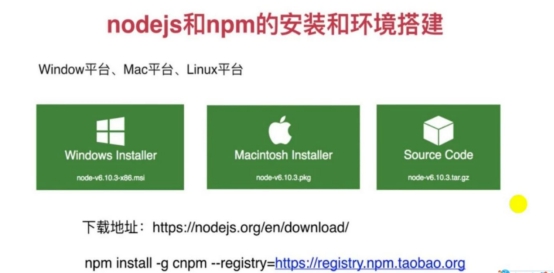 nodejs和npm的安装和环境搭建
Window平台、Mac平台、Linux平台
Windows Installer
node-v6.10.3-x86.msi
Macintosh Installer
node-v6.10.3.pkg
Source Code
node-v6.10.3.tar.gz
下载地址：https://nodejs.org/en/download/
npm install -g cnpm --registry=https://registry.npm.taobao.org